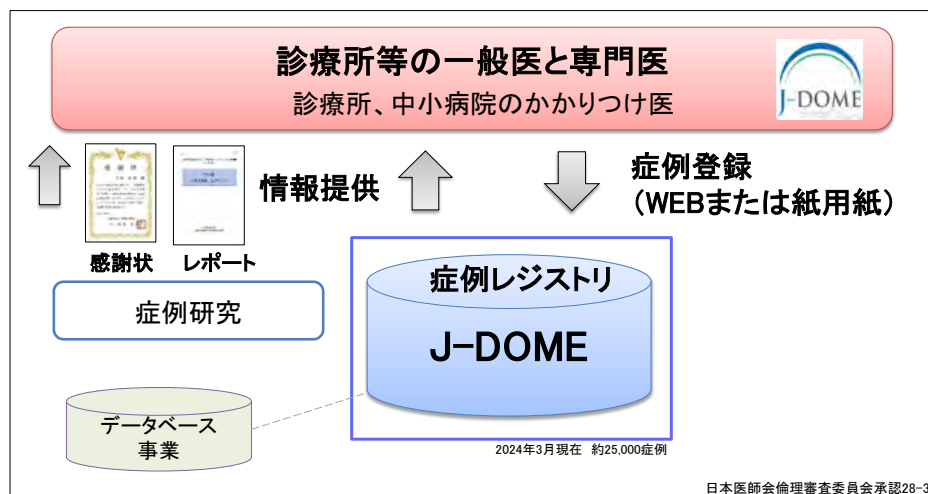 診療所等の一般医と専門医
診療所、中小病院のかかりつけ医
J-DOME
感謝状
情報提供
症例登録
(WEBまたは紙用紙)
感謝状 レポート
症例研究
症例レジストリ
J-DOME
データベース
事業
2024年3月現在 約25,000症例
日本医師会倫理審査委員会承認28-3